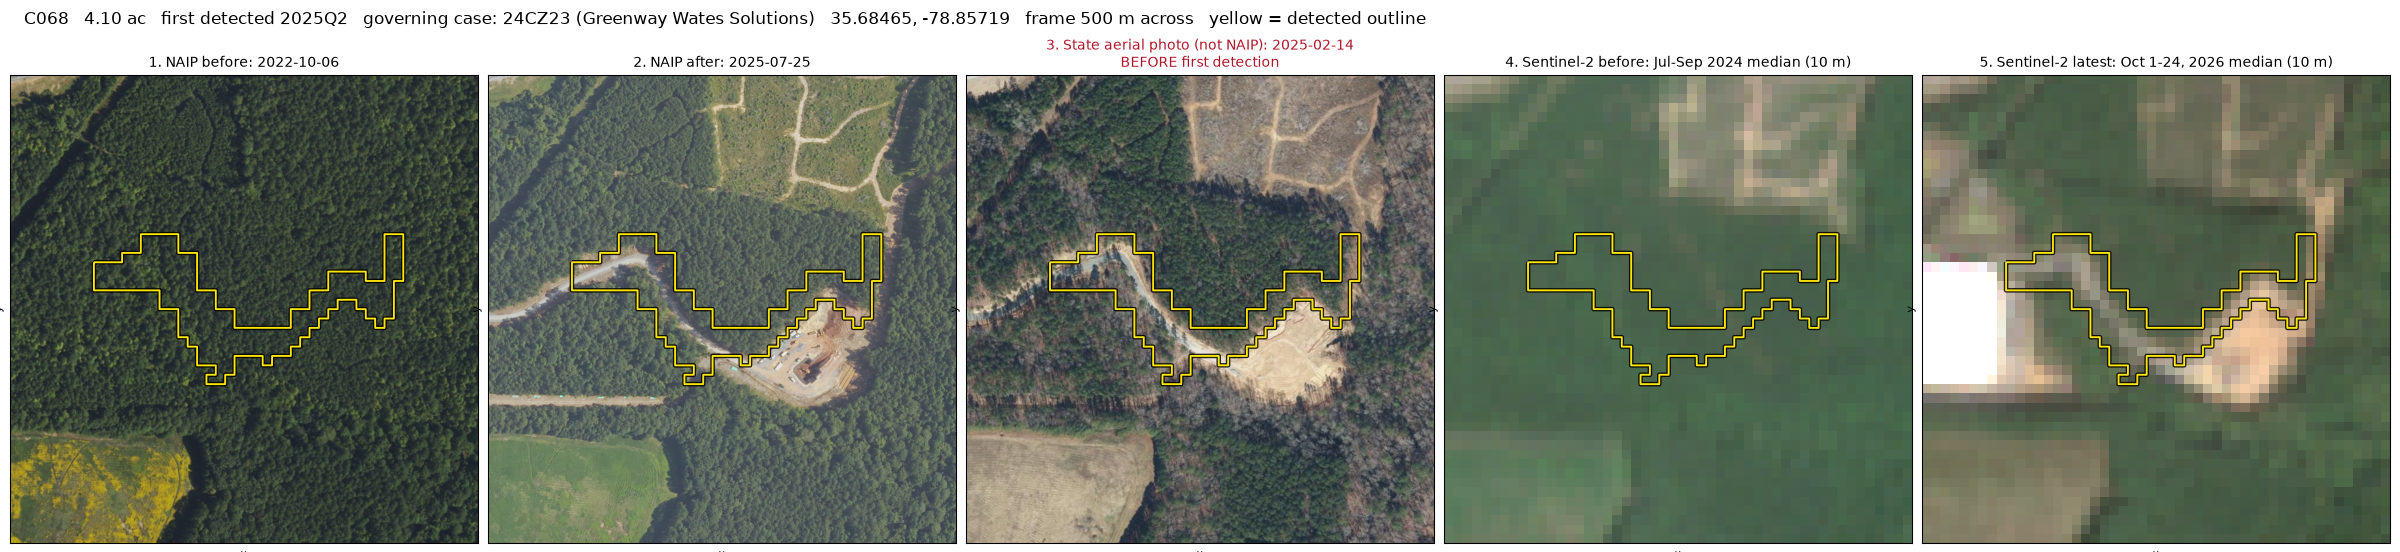 C068   4.10 ac   first detected 2025Q2   governing case: 24CZ23 (Greenway Wates Solutions)   35.68465, -78.85719   frame 500 m across   yellow = detected outline
1. NAIP before: 2022-10-06
2. NAIP after: 2025-07-25
3. State aerial photo (not NAIP): 2025-02-14
BEFORE first detection
4. Sentinel-2 before: Jul-Sep 2024 median (10 m)
5. Sentinel-2 latest: Oct 1-24, 2026 median (10 m)